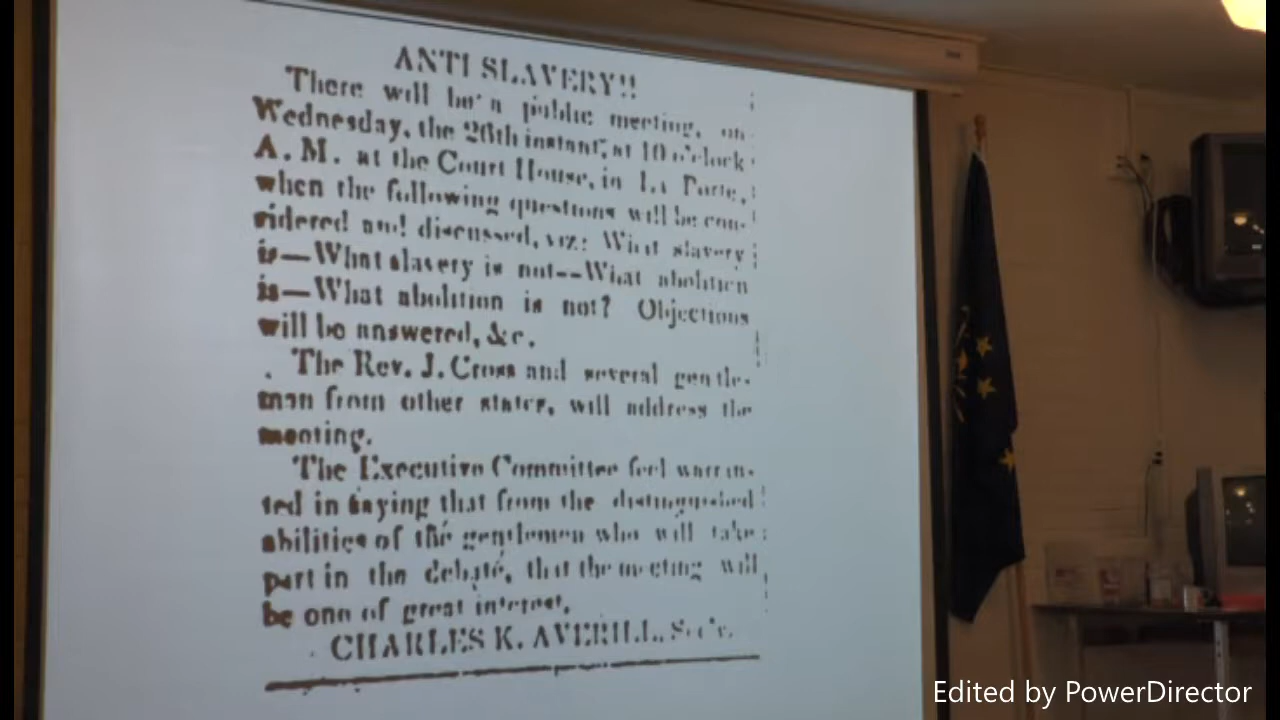 ANTI SLAVERY!!
There will be a public meeting, on
Wednesday, the 26th instant, at 10 o'clock
A. M. at the Court House, in La Porte,
when the following questions will be con-
sidered and discussed, viz: What slavery
is—What slavery is not--What abolition
is—What abolition is not? Objections
will be answered, &c.
The Rev. J. Cross and several gentle-
man from other states, will address the
meeting.
The Executive Committee feel warran-
ted in saying that from the distinguished
abilities of the gentlemen who will take
part in the debate, that the meeting will
be one of great interest.
CHARLES K. AVERILL, Sec'y.
Edited by PowerDirector